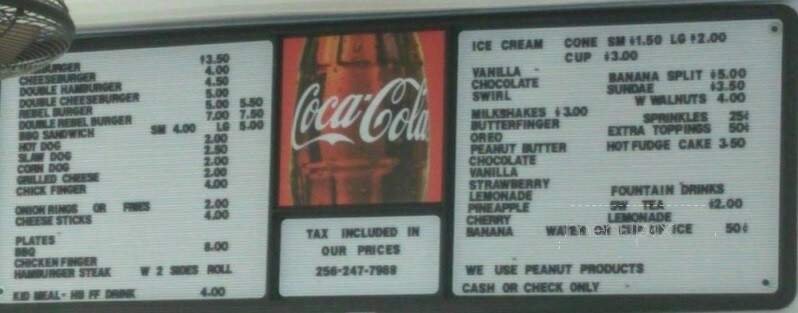 HAMBURGER $3.50
CHEESEBURGER 4.00
DOUBLE HAMBURGER 4.50
DOUBLE CHEESEBURGER 5.00
REBEL BURGER 5.00 5.50
DOUBLE REBEL BURGER 7.00 7.50
BBQ SANDWICH SM 4.00 LG 5.00
HOT DOG 2.00
SLAW DOG 2.50
CORN DOG 2.00
GRILLED CHEESE 2.00
CHICK FINGER 4.00
ONION RINGS OR FRIES 2.00
CHEESE STICKS 4.00
PLATES
BBQ 8.00
CHICKEN FINGER
HAMBURGER STEAK W 2 SIDES ROLL
KID MEAL- HB FF DRINK 4.00
Coca-Cola
TAX INCLUDED IN
OUR PRICES
256-247-7988
ICE CREAM CONE SM $1.50 LG $2.00
CUP $3.00
VANILLA
CHOCOLATE
SWIRL
BANANA SPLIT $5.00
SUNDAE $3.50
W WALNUTS 4.00
MILKSHAKES $3.00
BUTTERFINGER
OREO
PEANUT BUTTER
CHOCOLATE
VANILLA
STRAWBERRY
LEMONADE
PINEAPPLE
CHERRY
BANANA
SPRINKLES 25¢
EXTRA TOPPINGS 50¢
HOT FUDGE CAKE 3.50
FOUNTAIN DRINKS
SW TEA $2.00
LEMONADE
WATER OR CUP OF ICE 50¢
WE USE PEANUT PRODUCTS
CASH OR CHECK ONLY